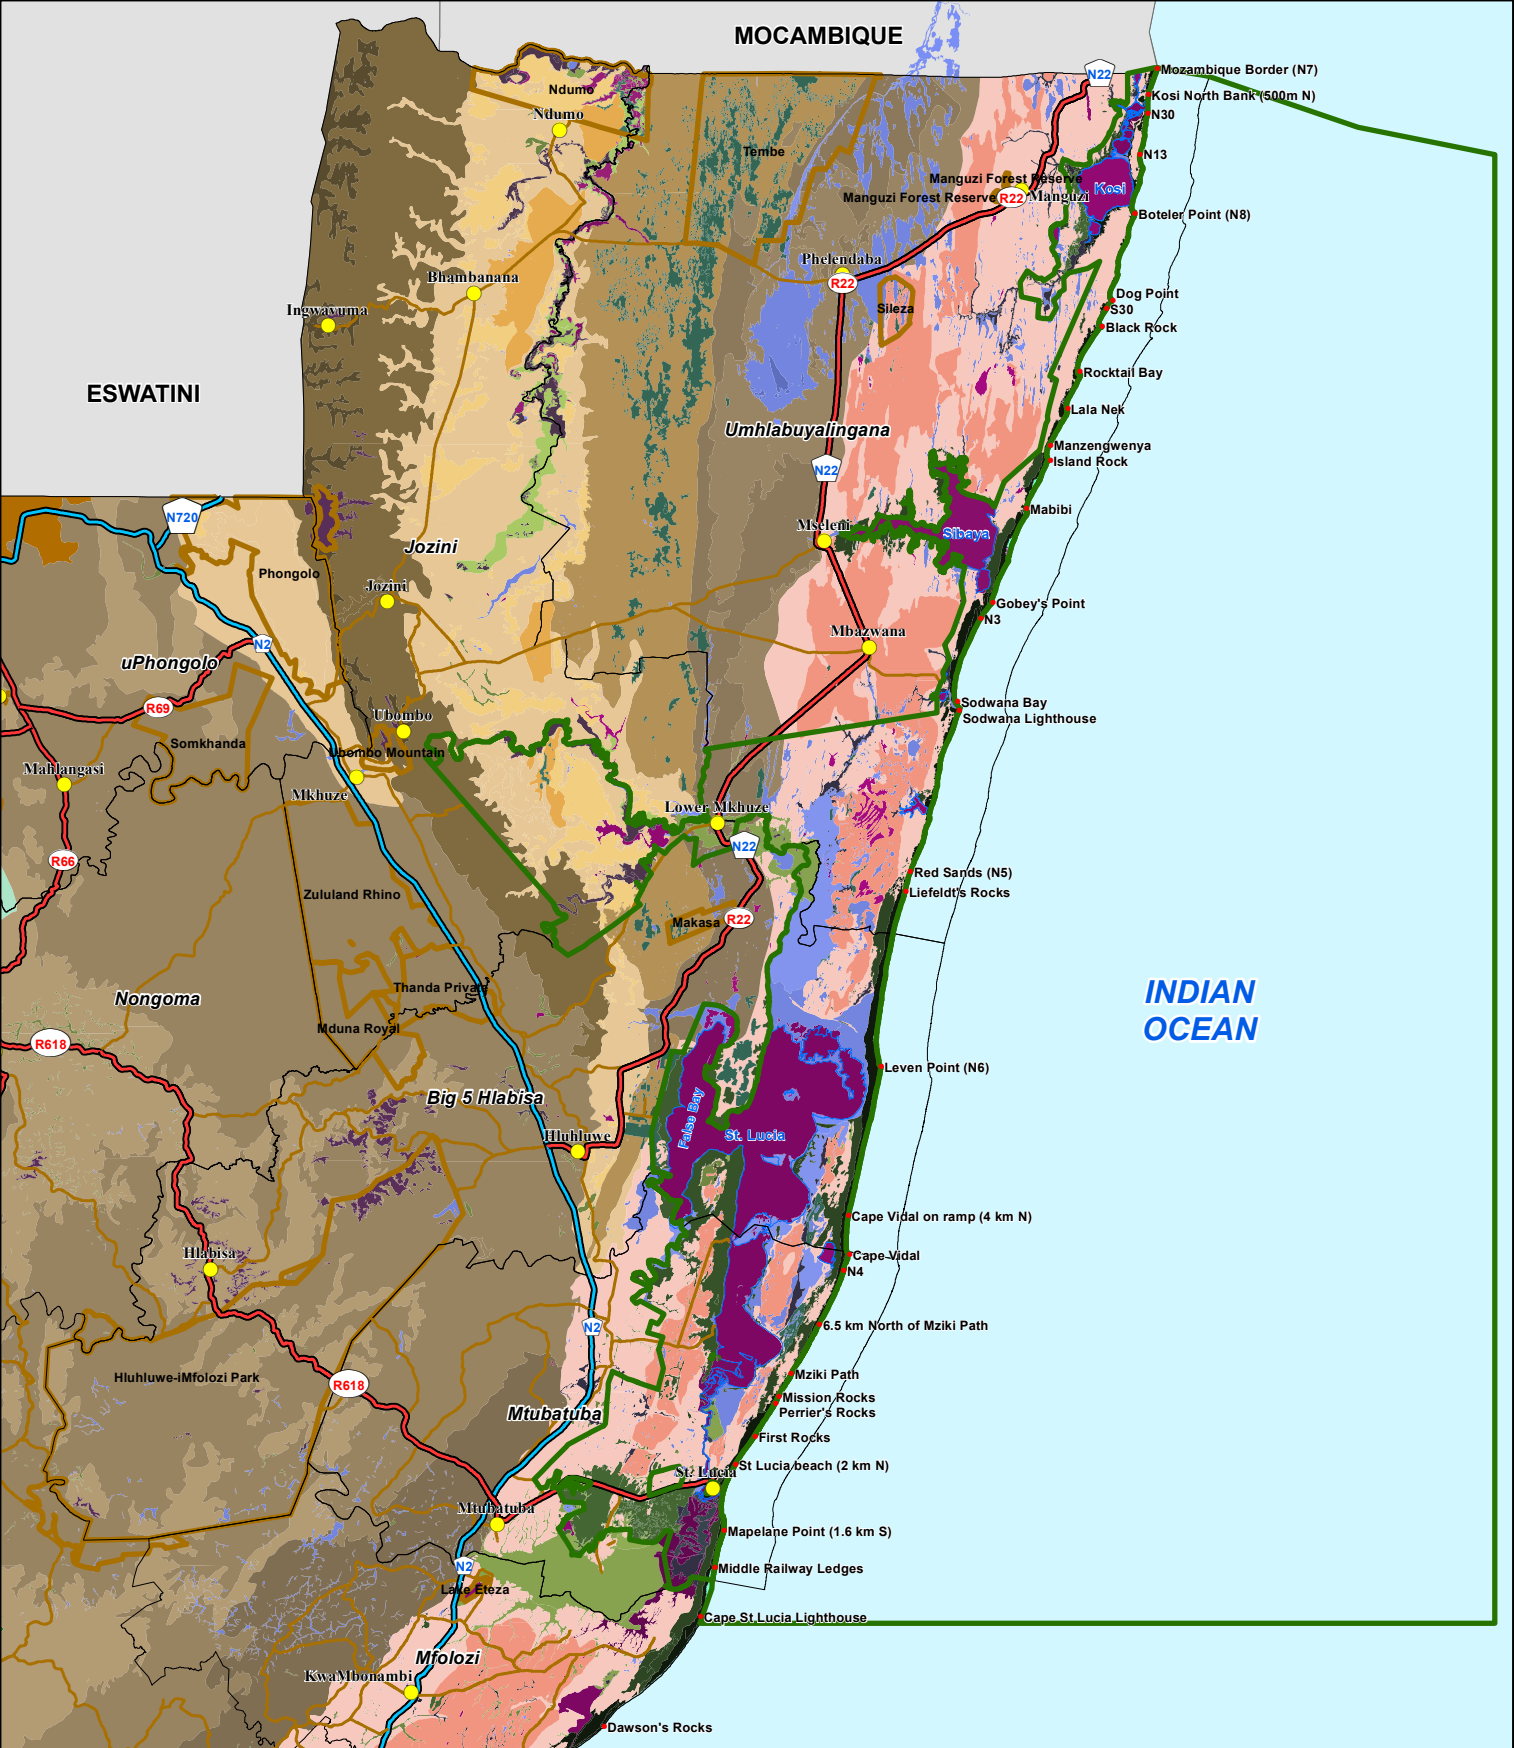 MOCAMBIQUE
N22
Mozambique Border (N7)
Ndumo
Kosi North Bank (500m N)
Ndumo
N30
Tembe
N13
Manguzi Forest Reserve
Kosi
Manguzi Forest Reserve
R22
Manguzi
Boteler Point (N8)
Phelendaba
R22
Bhambanana
Dog Point
Ingwavuma
Sileza
S30
Black Rock
Rocktail Bay
ESWATINI
Lala Nek
Umhlabuyalingana
Manzengwenya
Island Rock
N22
Mabibi
N720
Mseleni
Sibaya
Jozini
Phongolo
Jozini
Gobey's Point
N3
Mbazwana
N2
uPhongolo
R69
Sodwana Bay
Ubombo
Sodwana Lighthouse
Somkhanda
Ubombo Mountain
Mahlangasi
Mkhuze
Lower Mkhuze
N22
R66
Red Sands (N5)
Zululand Rhino
Liefeldt's Rocks
Makasa
R22
Thanda Private
INDIAN
OCEAN
Nongoma
Mduna Royal
R618
Leven Point (N6)
Big 5 Hlabisa
False Bay
Hluhluwe
St. Lucia
Cape Vidal on ramp (4 km N)
Hlabisa
Cape Vidal
N4
N2
6.5 km North of Mziki Path
Hluhluwe-iMfolozi Park
R618
Mziki Path
Mission Rocks
Mtubatuba
Perrier's Rocks
First Rocks
St Lucia beach (2 km N)
St. Lucia
Mtubatuba
Mapelane Point (1.6 km S)
N2
Middle Railway Ledges
Lake Eteza
Cape St Lucia Lighthouse
Mfolozi
KwaMbonambi
Dawson's Rocks